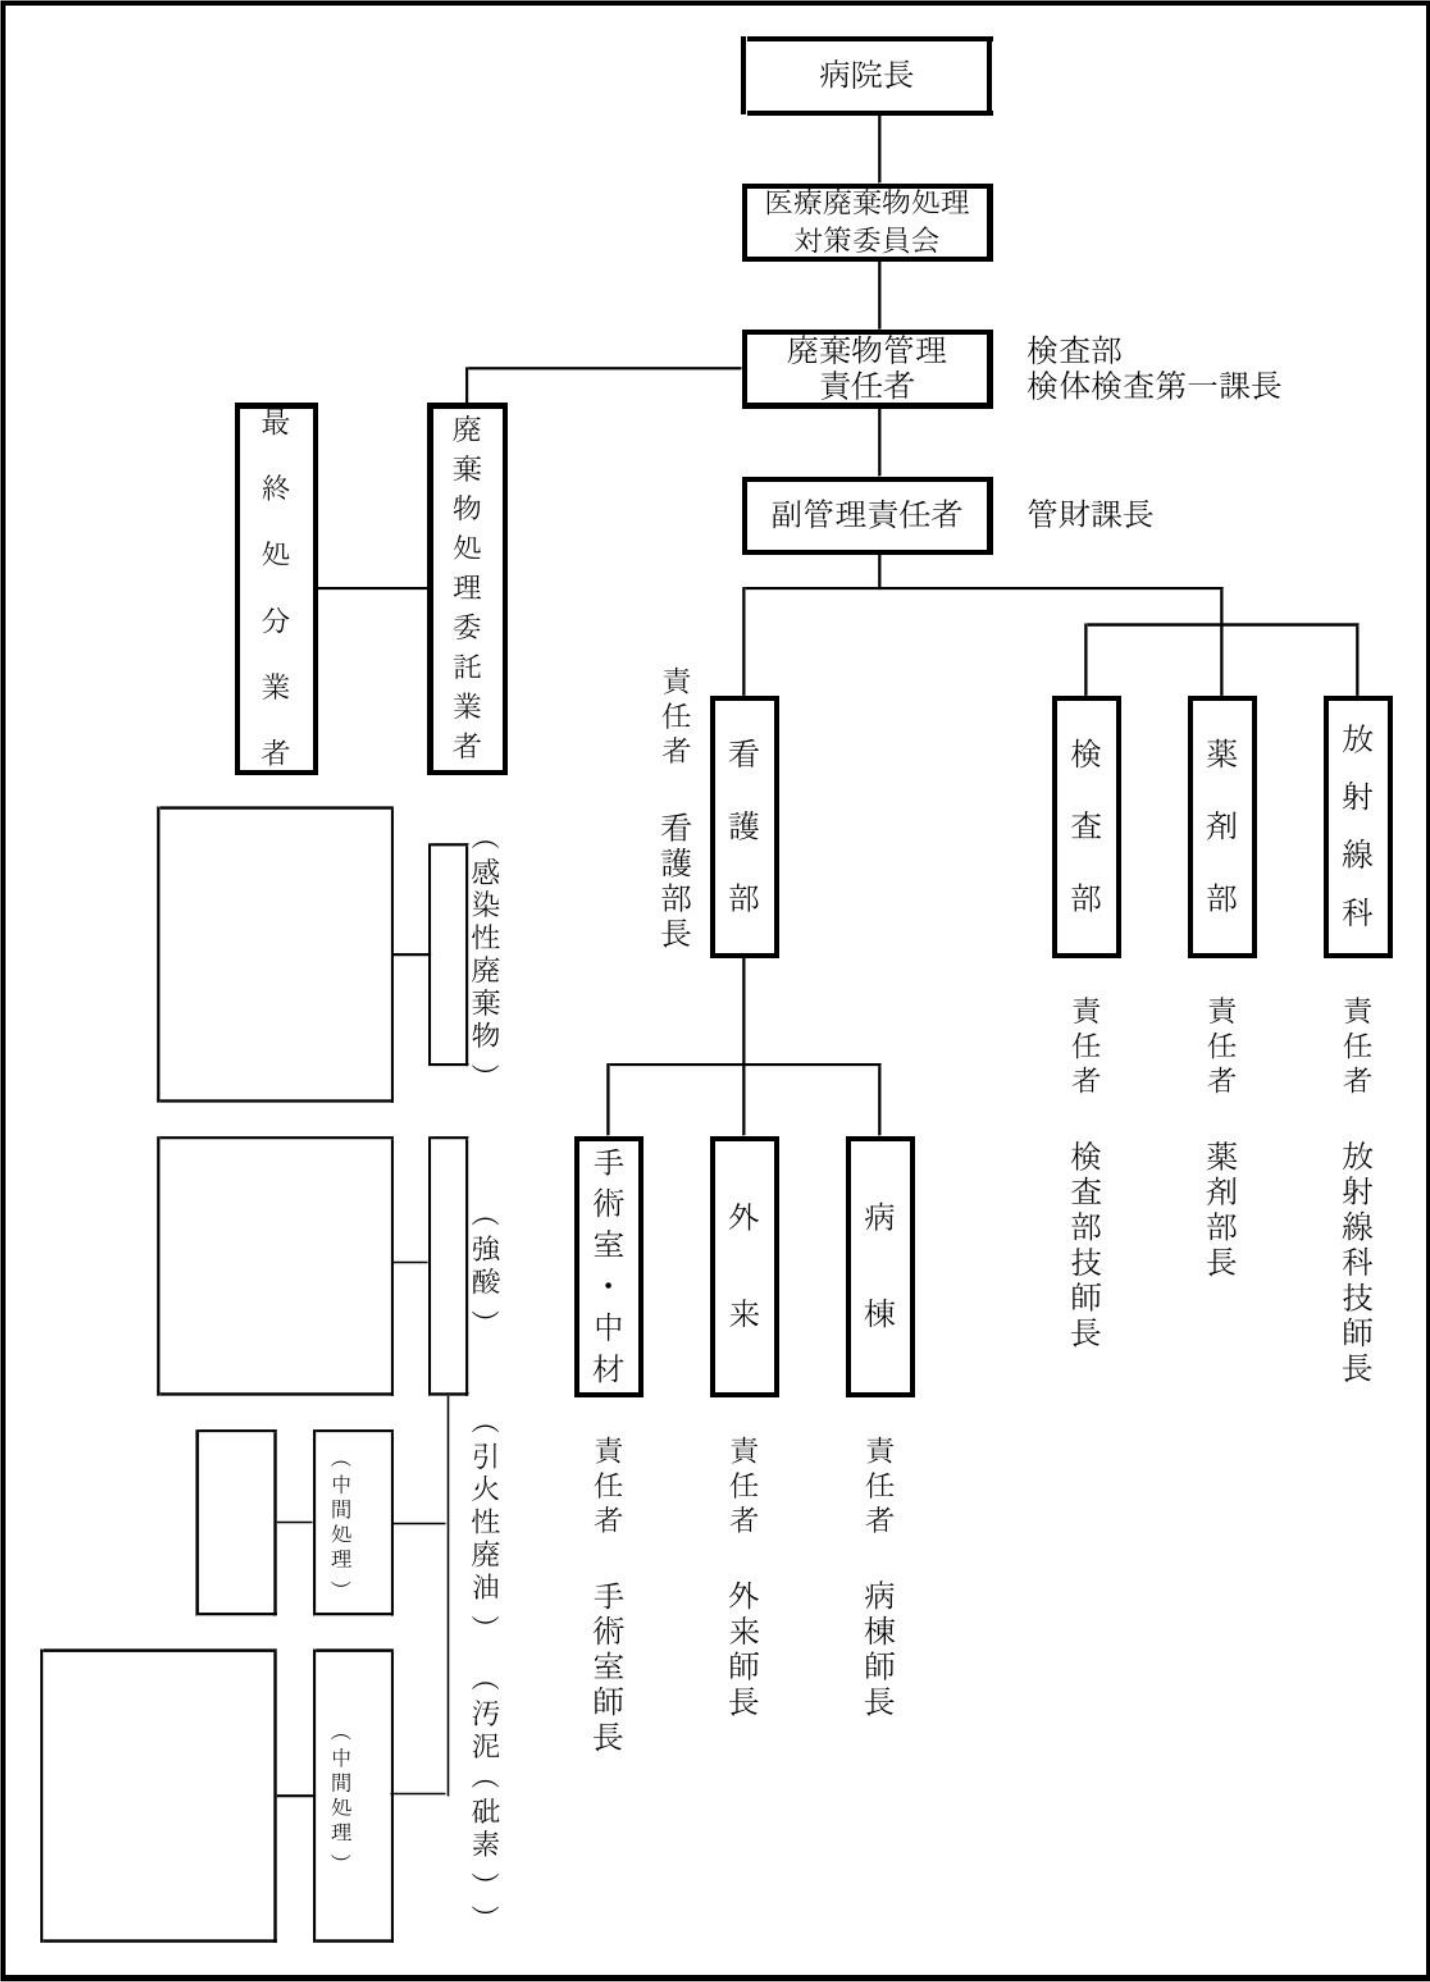 病院長
医療廃棄物処理
対策委員会
廃棄物管理
責任者
検査部
検体検査第一課長
副管理責任者
管財課長
最終処分業者
廃棄物処理委託業者
責任者 看護部長
看護部
検査部
薬剤部
放射線科
責任者 検査部技師長
責任者 薬剤部長
責任者 放射線科技師長
手術室・中材
外来
病棟
責任者 手術室師長
責任者 外来師長
責任者 病棟師長
（感染性廃棄物）
（強酸）
（引火性廃油）
（中間処理）
（汚泥（砒素））
（中間処理）